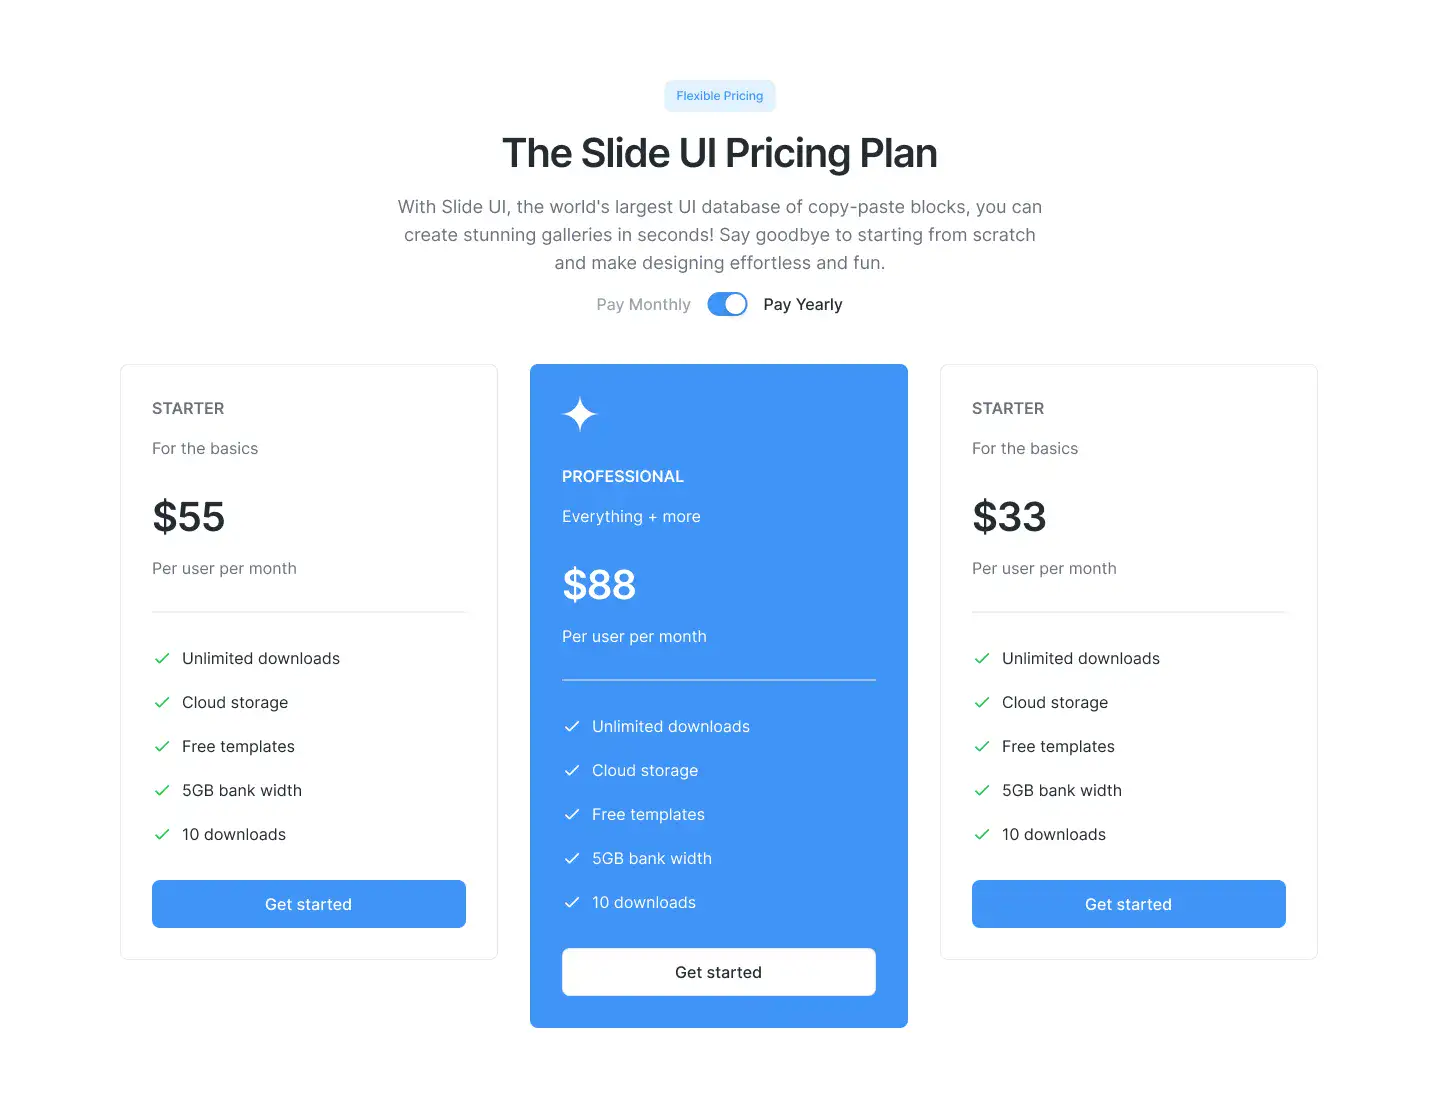 Flexible Pricing
The Slide UI Pricing Plan
With Slide UI, the world's largest UI database of copy-paste blocks, you can
create stunning galleries in seconds! Say goodbye to starting from scratch
and make designing effortless and fun.
Pay Monthly
Pay Yearly
STARTER
For the basics
$55
Per user per month
Unlimited downloads
Cloud storage
Free templates
5GB bank width
10 downloads
Get started
PROFESSIONAL
Everything + more
$88
Per user per month
Unlimited downloads
Cloud storage
Free templates
5GB bank width
10 downloads
Get started
STARTER
For the basics
$33
Per user per month
Unlimited downloads
Cloud storage
Free templates
5GB bank width
10 downloads
Get started